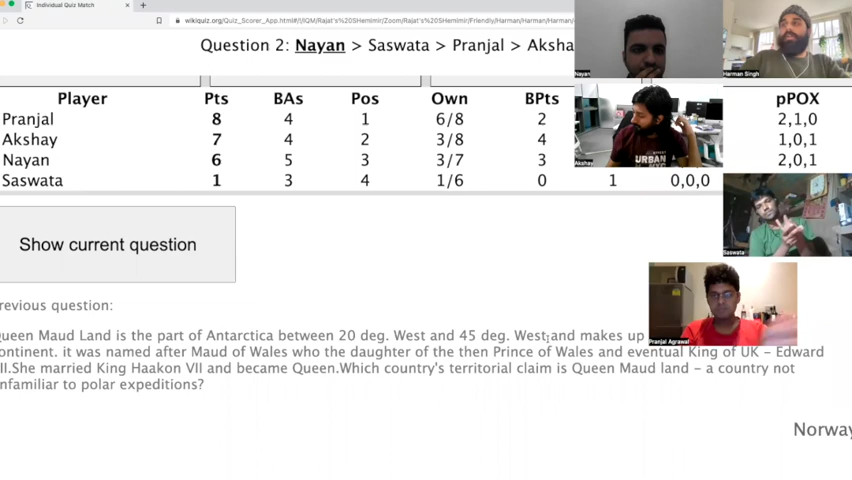 Individual Quiz Match
wikiquiz.org/Quiz_Scorer_App.html#/I/IQM/Rajat's%20SHemimir/Zoom/Rajat's%20SHemimir/Friendly/Harman/Harman/Harman/
Question 2: Nayan > Saswata > Pranjal > Aksha
Player Pts BAs Pos Own BPts pPOX
Pranjal 8 4 1 6/8 2 2,1,0
Akshay 7 4 2 3/8 4 1,0,1
Nayan 6 5 3 3/7 3 2,0,1
Saswata 1 3 4 1/6 0 1 0,0,0
Nayan
Harman Singh
Akshay
URBAN
Saswata
Pranjal Agrawal
Show current question
revious question:
Queen Maud Land is the part of Antarctica between 20 deg. West and 45 deg. West and makes up
ontinent. it was named after Maud of Wales who the daughter of the then Prince of Wales and eventual King of UK - Edward
II.She married King Haakon VII and became Queen.Which country's territorial claim is Queen Maud land - a country not
nfamiliar to polar expeditions?
Norway